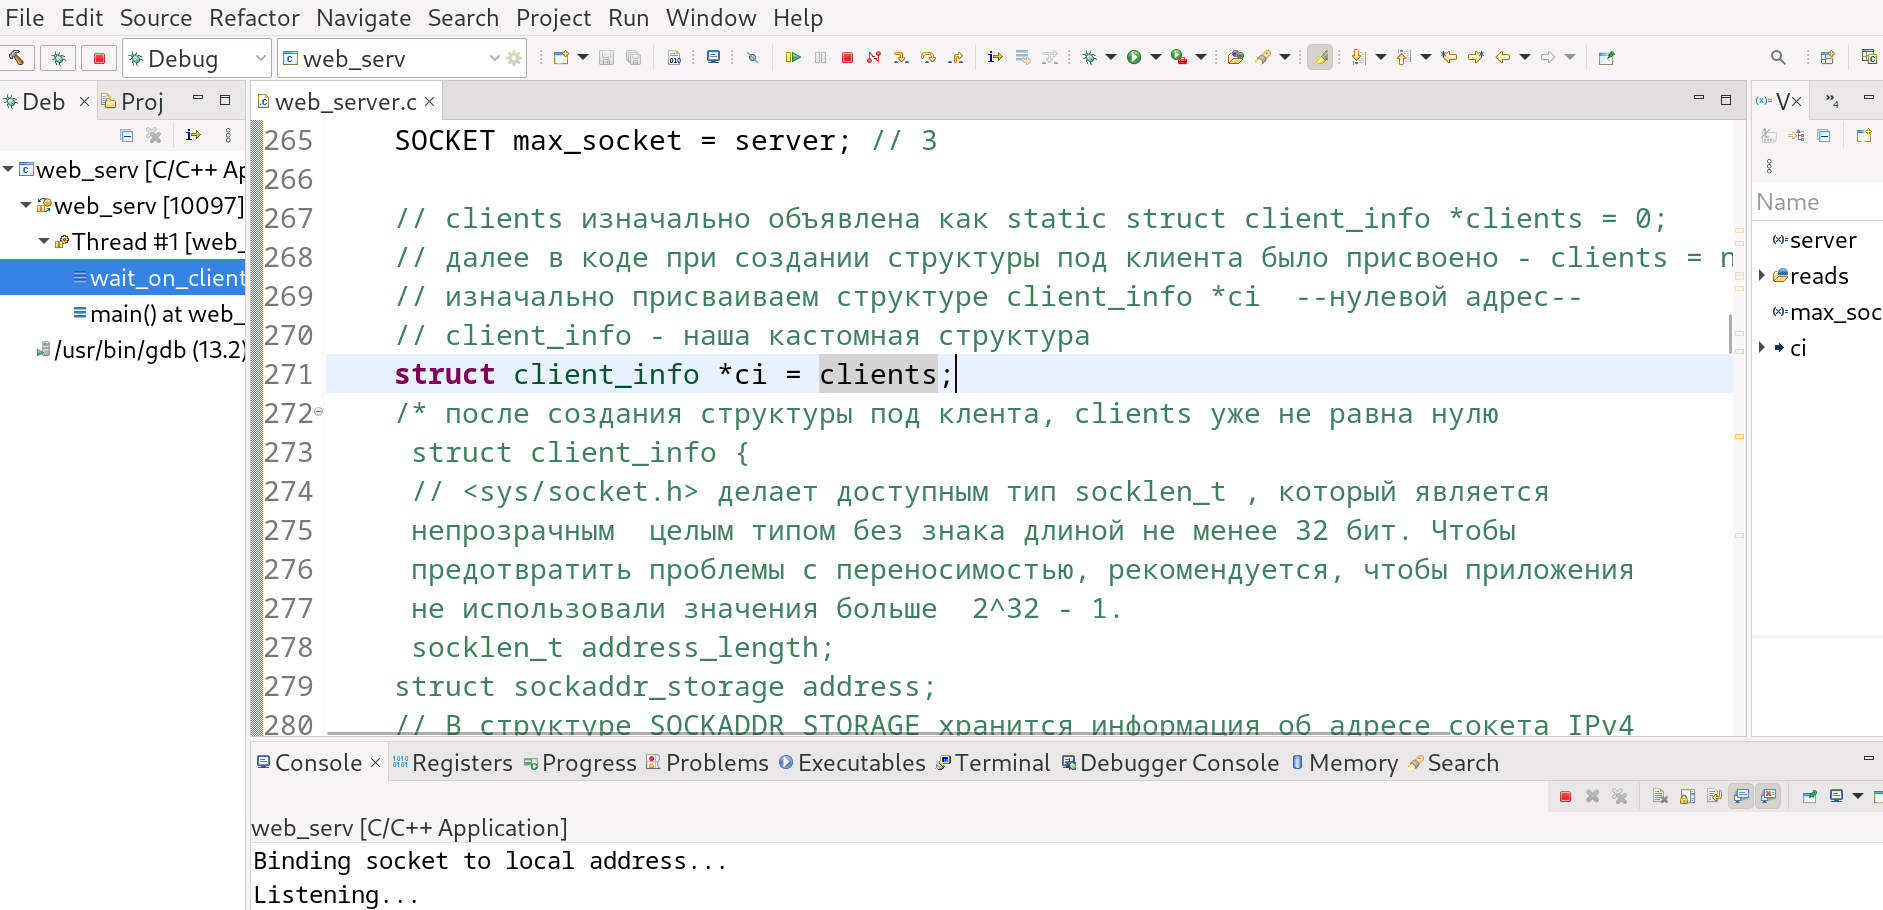 File Edit Source Refactor Navigate Search Project Run Window Help
Debug web_serv
Deb × Proj
web_server.c ×
V×
»4
web_serv [C/C++ Ap
web_serv [10097]
Thread #1 [web_
wait_on_client
main() at web_
/usr/bin/gdb (13.2)
265 SOCKET max_socket = server; // 3
266
267 // clients изначально объявлена как static struct client_info *clients = 0;
268 // далее в коде при создании структуры под клиента было присвоено - clients = n
269 // изначально присваиваем структуре client_info *ci  --нулевой адрес--
270 // client_info - наша кастомная структура
271 struct client_info *ci = clients;
272 /* после создания структуры под клента, clients уже не равна нулю
273 struct client_info {
274 // <sys/socket.h> делает доступным тип socklen_t , который является
275 непрозрачным  целым типом без знака длиной не менее 32 бит. Чтобы
276 предотвратить проблемы с переносимостью, рекомендуется, чтобы приложения
277 не использовали значения больше  2^32 - 1.
278 socklen_t address_length;
279 struct sockaddr_storage address;
280 // В структуре SOCKADDR_STORAGE хранится информация об адресе сокета IPv4
Name
server
reads
max_soc
ci
Console × Registers Progress Problems Executables Terminal Debugger Console Memory Search
web_serv [C/C++ Application]
Binding socket to local address...
Listening...